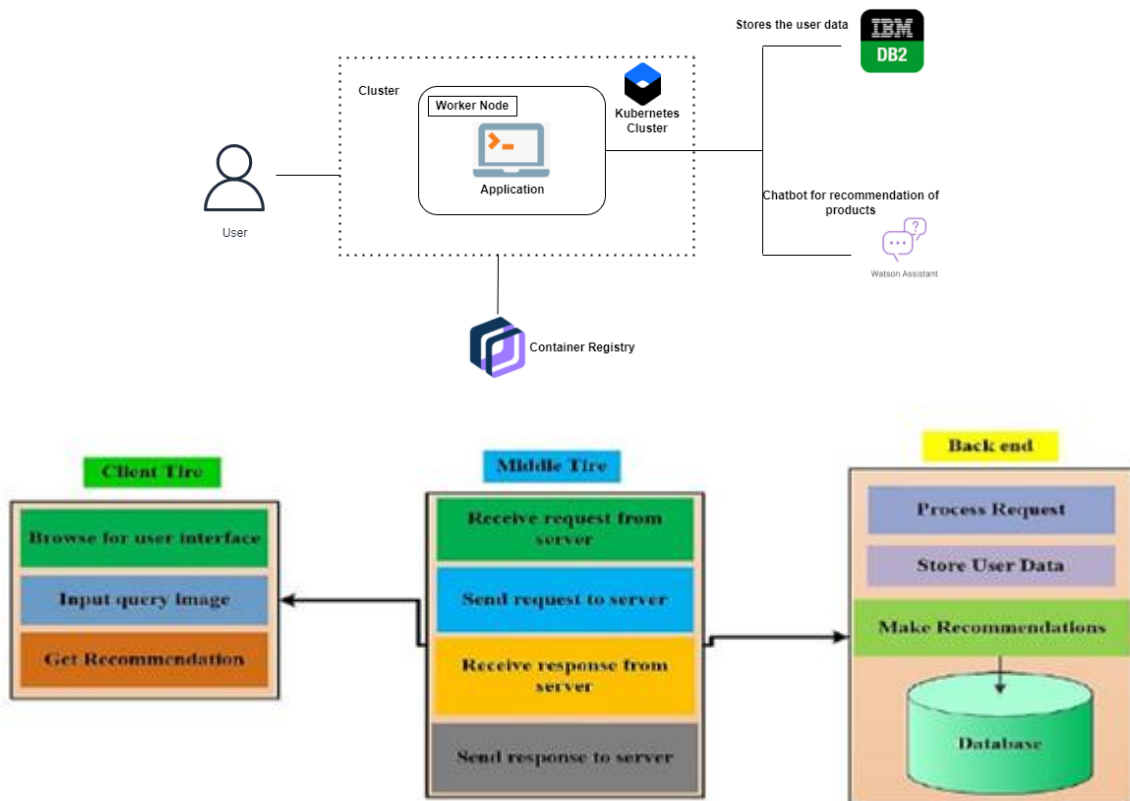 Stores the user data
IBM
DB2
Cluster
Worker Node
Kubernetes
Cluster
Application
User
Chatbot for recommendation of
products
?
Watson Assistant
Container Registry
Client Tire
Browse for user interface
Input query image
Get Recommendation
Middle Tire
Receive request from
server
Send request to server
Receive response from
server
Send response to server
Back end
Process Request
Store User Data
Make Recommendations
Database